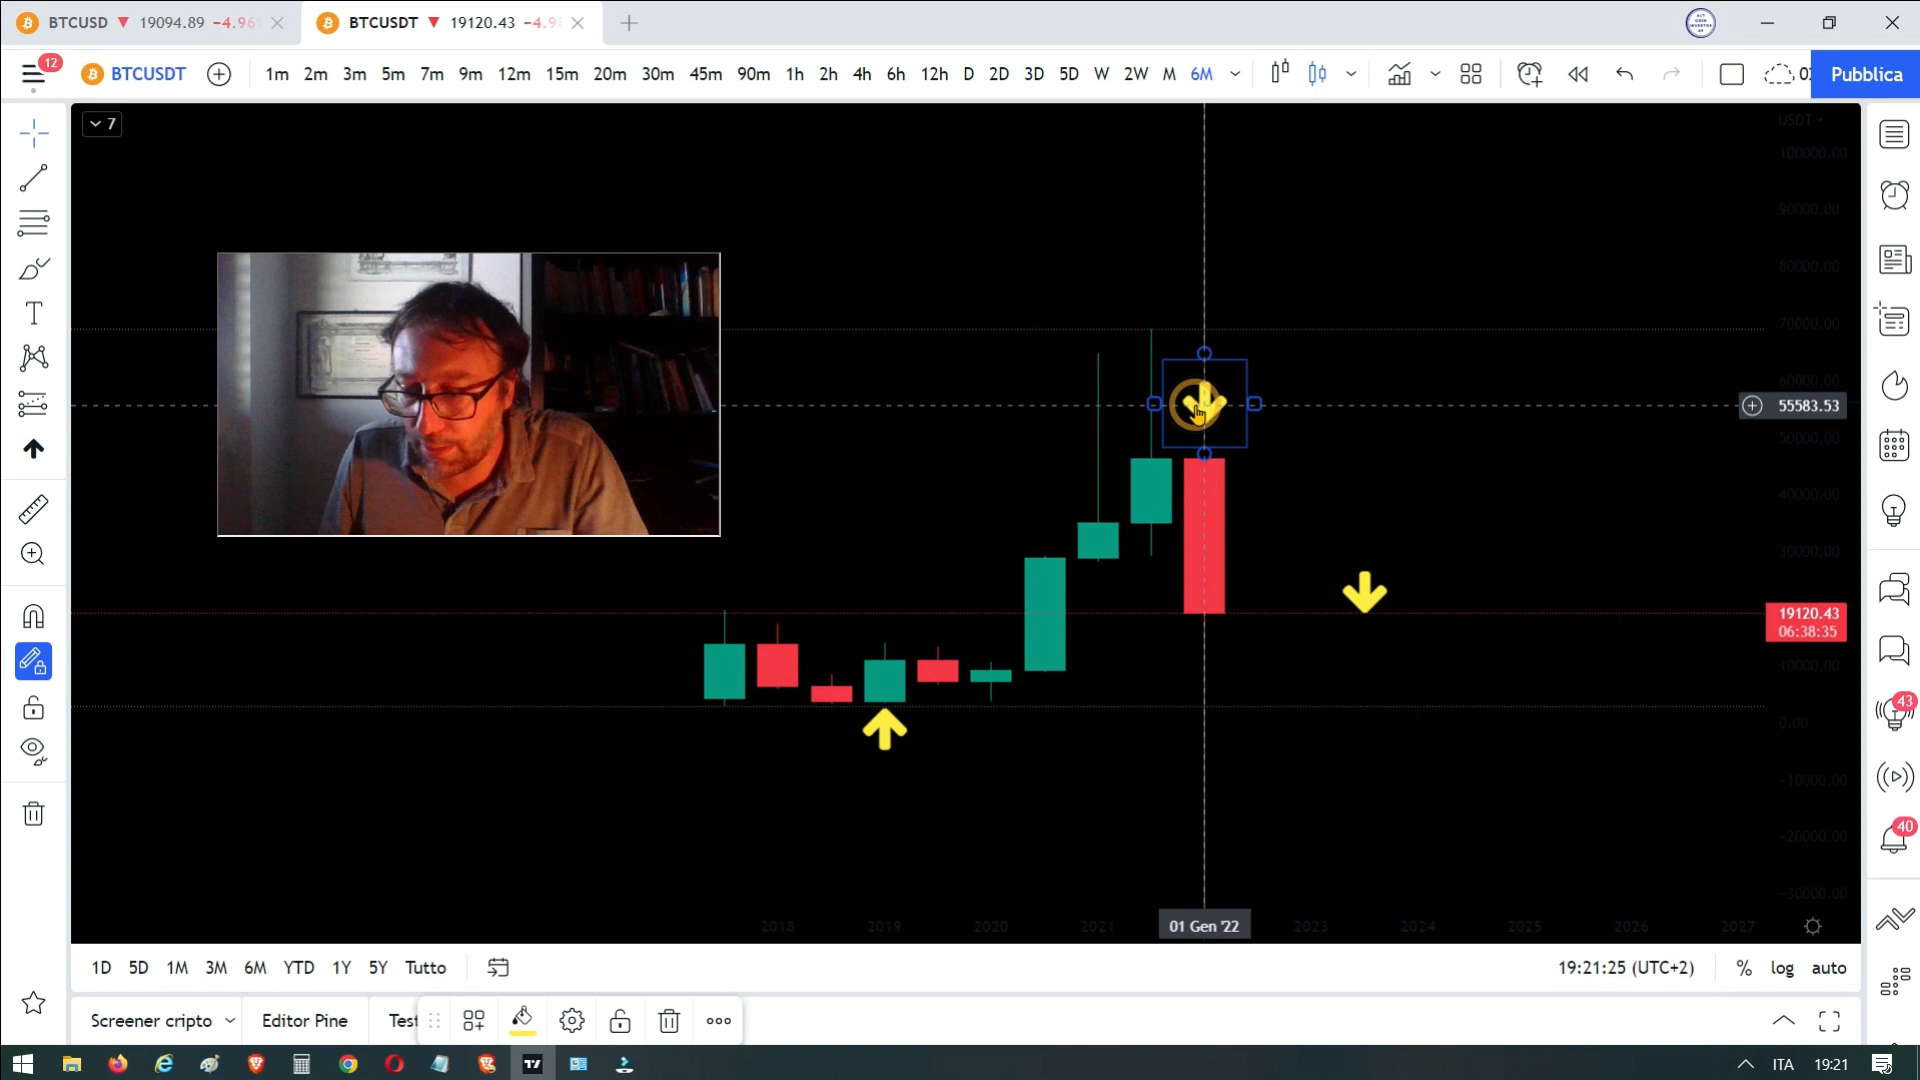 BTCUSD ▼ 19094.89 −4.96
BTCUSDT ▼ 19120.43 −4.9
12
BTCUSDT
1m 2m 3m 5m 7m 9m 12m 15m 20m 30m 45m 90m 1h 2h 4h 6h 12h D 2D 3D 5D W 2W M 6M
Pubblica
7
USDT
100000.00
90000.00
80000.00
70000.00
60000.00
55583.53
50000.00
40000.00
30000.00
19120.43
06:38:35
10000.00
0.00
−10000.00
−20000.00
−30000.00
43
40
2018 2019 2020 2021 01 Gen '22 2023 2024 2025 2026 2027
1D 5D 1M 3M 6M YTD 1Y 5Y Tutto
19:21:25 (UTC+2) % log auto
Screener cripto Editor Pine Test
ITA 19:21